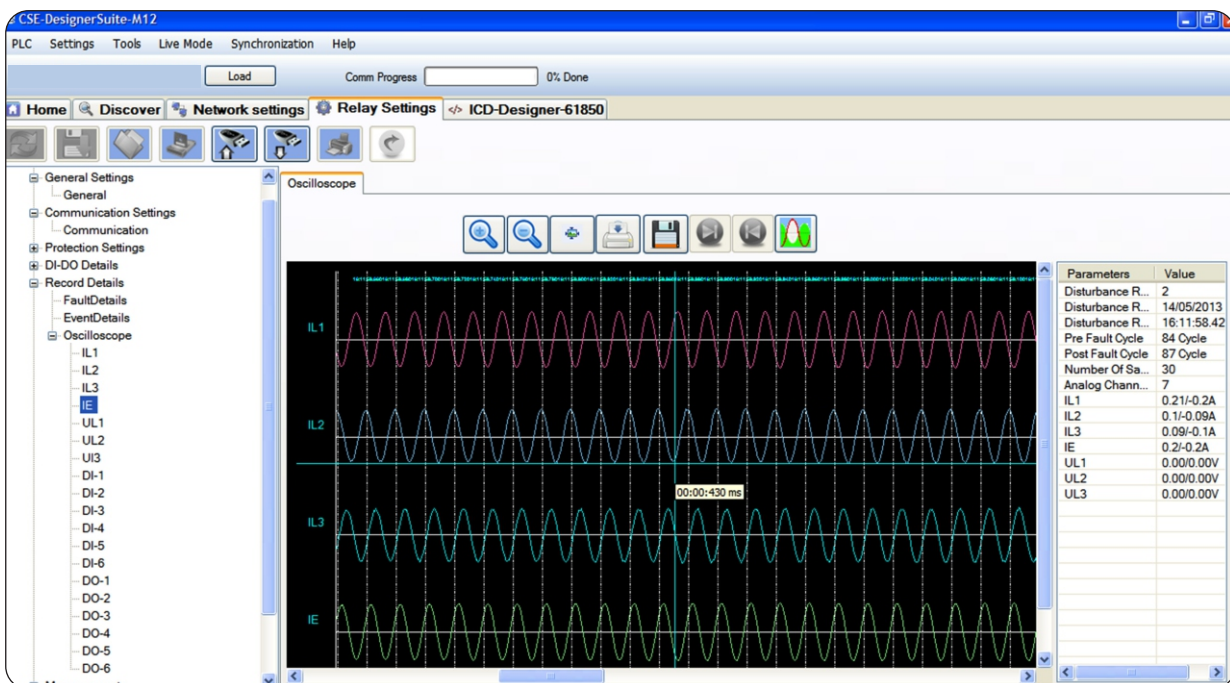 CSE-DesignerSuite-M12
PLC Settings Tools Live Mode Synchronization Help
Load Comm Progress 0% Done
Home Discover Network settings Relay Settings ICD-Designer-61850
General Settings
General
Communication Settings
Communication
Protection Settings
DI-DO Details
Record Details
FaultDetails
EventDetails
Oscilloscope
IL1
IL2
IL3
IE
UL1
UL2
UI3
DI-1
DI-2
DI-3
DI-4
DI-5
DI-6
DO-1
DO-2
DO-3
DO-4
DO-5
DO-6
Oscilloscope
IL1
IL2
00:00:430 ms
IL3
IE
Parameters Value
Disturbance R... 2
Disturbance R... 14/05/2013
Disturbance R... 16:11:58.42
Pre Fault Cycle 84 Cycle
Post Fault Cycle 87 Cycle
Number Of Sa... 30
Analog Chann... 7
IL1 0.21/-0.2A
IL2 0.1/-0.09A
IL3 0.09/-0.1A
IE 0.2/-0.2A
UL1 0.00/0.00V
UL2 0.00/0.00V
UL3 0.00/0.00V